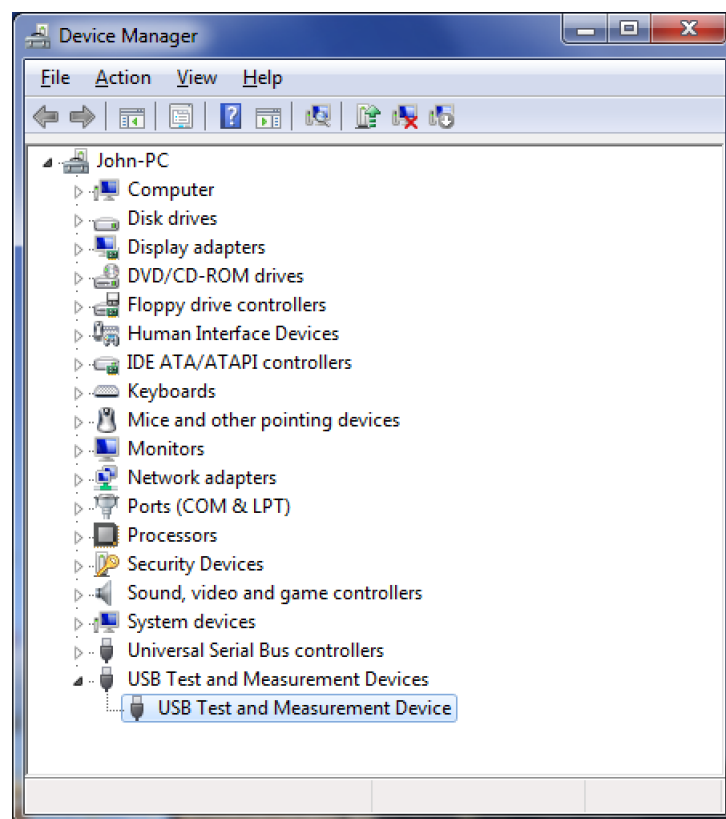 Device Manager
File Action View Help
John-PC
Computer
Disk drives
Display adapters
DVD/CD-ROM drives
Floppy drive controllers
Human Interface Devices
IDE ATA/ATAPI controllers
Keyboards
Mice and other pointing devices
Monitors
Network adapters
Ports (COM & LPT)
Processors
Security Devices
Sound, video and game controllers
System devices
Universal Serial Bus controllers
USB Test and Measurement Devices
USB Test and Measurement Device